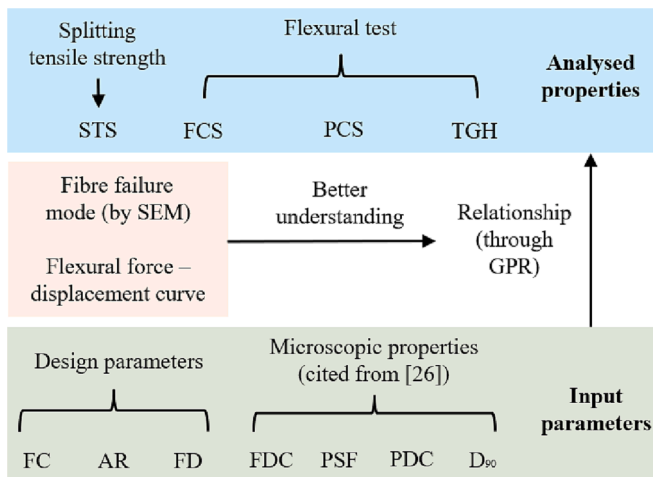 Splitting
tensile strength
Flexural test
Analysed
properties
STS
FCS
PCS
TGH
Fibre failure
mode (by SEM)
Flexural force –
displacement curve
Better
understanding
Relationship
(through
GPR)
Design parameters
Microscopic properties
(cited from [26])
Input
parameters
FC
AR
FD
FDC
PSF
PDC
D₉₀